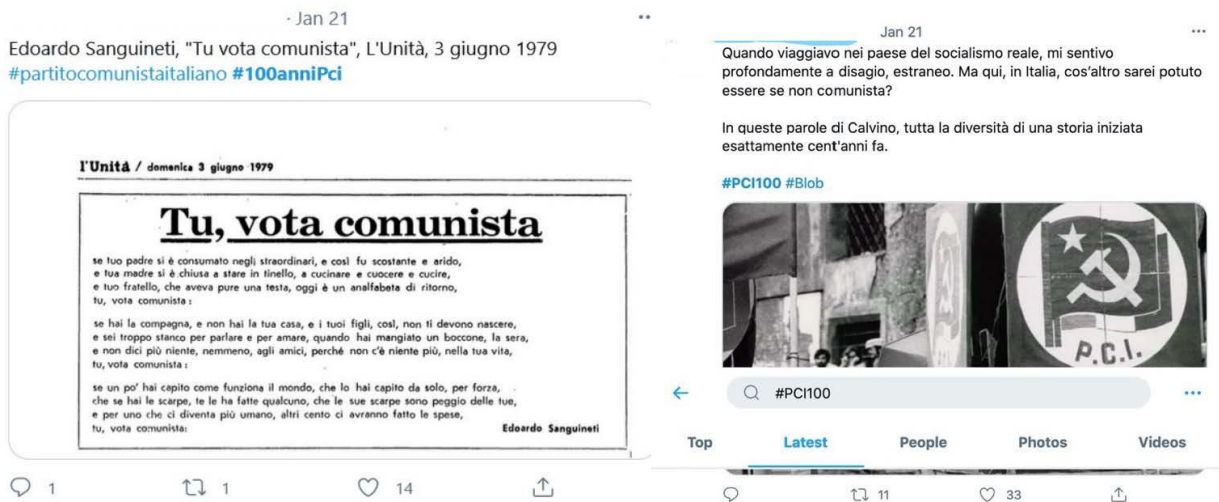 · Jan 21
Edoardo Sanguineti, "Tu vota comunista", L'Unità, 3 giugno 1979
#partitocomunistaitaliano #100anniPci
l'Unità / domenica 3 giugno 1979
Tu, vota comunista
se tuo padre si è consumato negli straordinari, e così fu scostante e arido,
e tua madre si è chiusa a stare in tinello, a cucinare e cuocere e cucire,
e tuo fratello, che aveva pure una testa, oggi è un analfabeta di ritorno,
tu, vota comunista:
se hai la compagna, e non hai la tua casa, e i tuoi figli, così, non ti devono nascere,
e sei troppo stanco per parlare e per amare, quando hai mangiato un boccone, la sera,
e non dici più niente, nemmeno, agli amici, perché non c'è niente più, nella tua vita,
tu, vota comunista:
se un po' hai capito come funziona il mondo, che lo hai capito da solo, per forza,
che se hai le scarpe, te le ha fatte qualcuno, che le sue scarpe sono peggio delle tue,
e per uno che ci diventa più umano, altri cento ci avranno fatto le spese,
tu, vota comunista:
Edoardo Sanguineti
1 1 14
Jan 21
Quando viaggiavo nei paese del socialismo reale, mi sentivo
profondamente a disagio, estraneo. Ma qui, in Italia, cos'altro sarei potuto
essere se non comunista?
In queste parole di Calvino, tutta la diversità di una storia iniziata
esattamente cent'anni fa.
#PCI100 #Blob
P.C.I.
#PCI100
Top Latest People Photos Videos
11 33